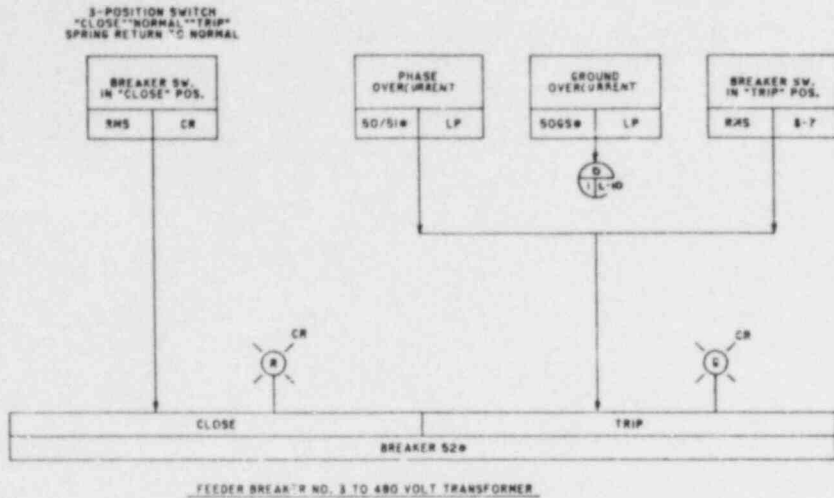 3-POSITION SWITCH
"CLOSE" "NORMAL" "TRIP"
SPRING RETURN TO NORMAL
BREAKER SW.
IN "CLOSE" POS.
RMS CR
PHASE
OVERCURRENT
50/51* LP
GROUND
OVERCURRENT
50GS* LP
BREAKER SW.
IN "TRIP" POS.
RMS
D
1 L-10
R CR
G CR
CLOSE TRIP
BREAKER 52*
FEEDER BREAKER NO. 3 TO 480 VOLT TRANSFORMER